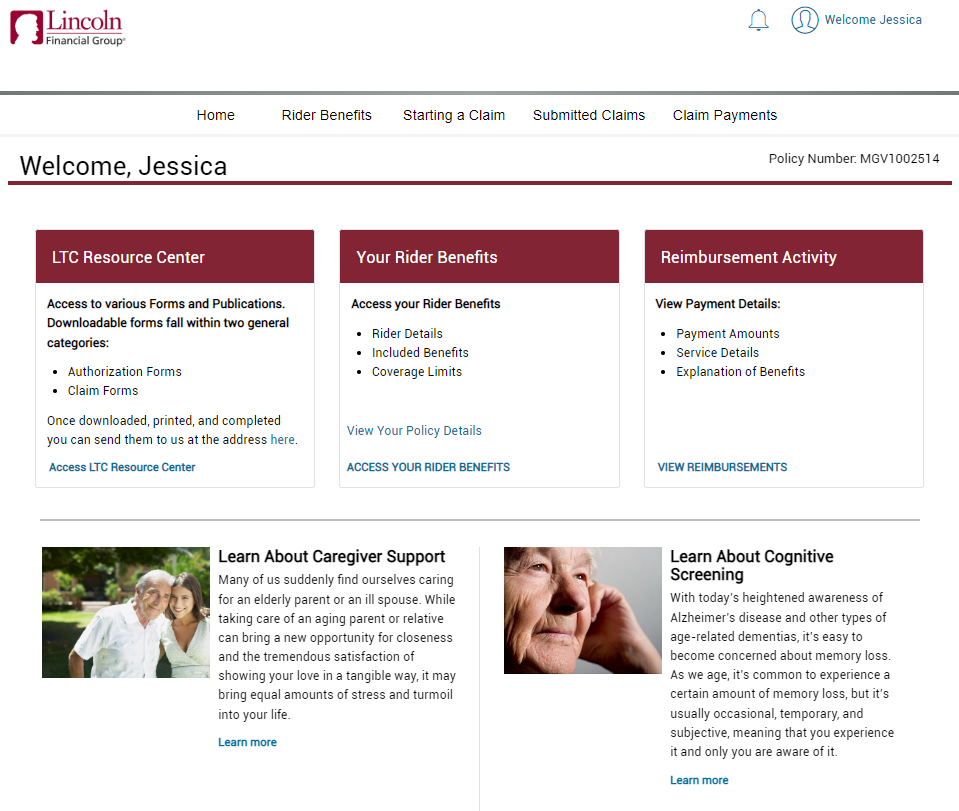 Lincoln
Financial Group®
Welcome Jessica
Home Rider Benefits Starting a Claim Submitted Claims Claim Payments
Welcome, Jessica
Policy Number: MGV1002514
LTC Resource Center
Access to various Forms and Publications.
Downloadable forms fall within two general
categories:
Authorization Forms
Claim Forms
Once downloaded, printed, and completed
you can send them to us at the address here.
Access LTC Resource Center
Your Rider Benefits
Access your Rider Benefits
Rider Details
Included Benefits
Coverage Limits
View Your Policy Details
ACCESS YOUR RIDER BENEFITS
Reimbursement Activity
View Payment Details:
Payment Amounts
Service Details
Explanation of Benefits
VIEW REIMBURSEMENTS
Learn About Caregiver Support
Many of us suddenly find ourselves caring
for an elderly parent or an ill spouse. While
taking care of an aging parent or relative
can bring a new opportunity for closeness
and the tremendous satisfaction of
showing your love in a tangible way, it may
bring equal amounts of stress and turmoil
into your life.
Learn more
Learn About Cognitive
Screening
With today's heightened awareness of
Alzheimer's disease and other types of
age-related dementias, it's easy to
become concerned about memory loss.
As we age, it's common to experience a
certain amount of memory loss, but it's
usually occasional, temporary, and
subjective, meaning that you experience
it and only you are aware of it.
Learn more